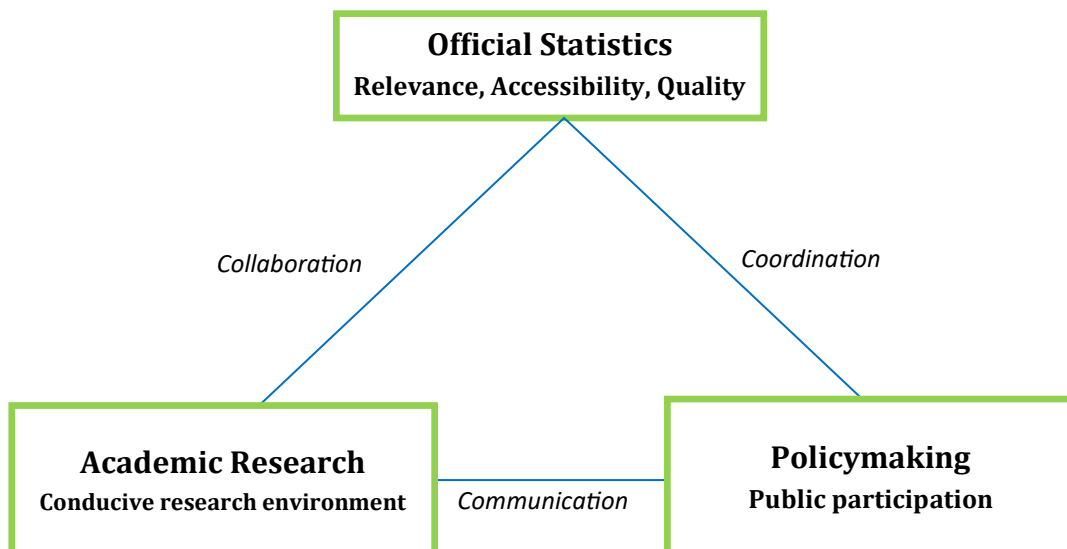 Official Statistics
Relevance, Accessibility, Quality
Collaboration
Coordination
Academic Research
Conducive research environment
Communication
Policymaking
Public participation